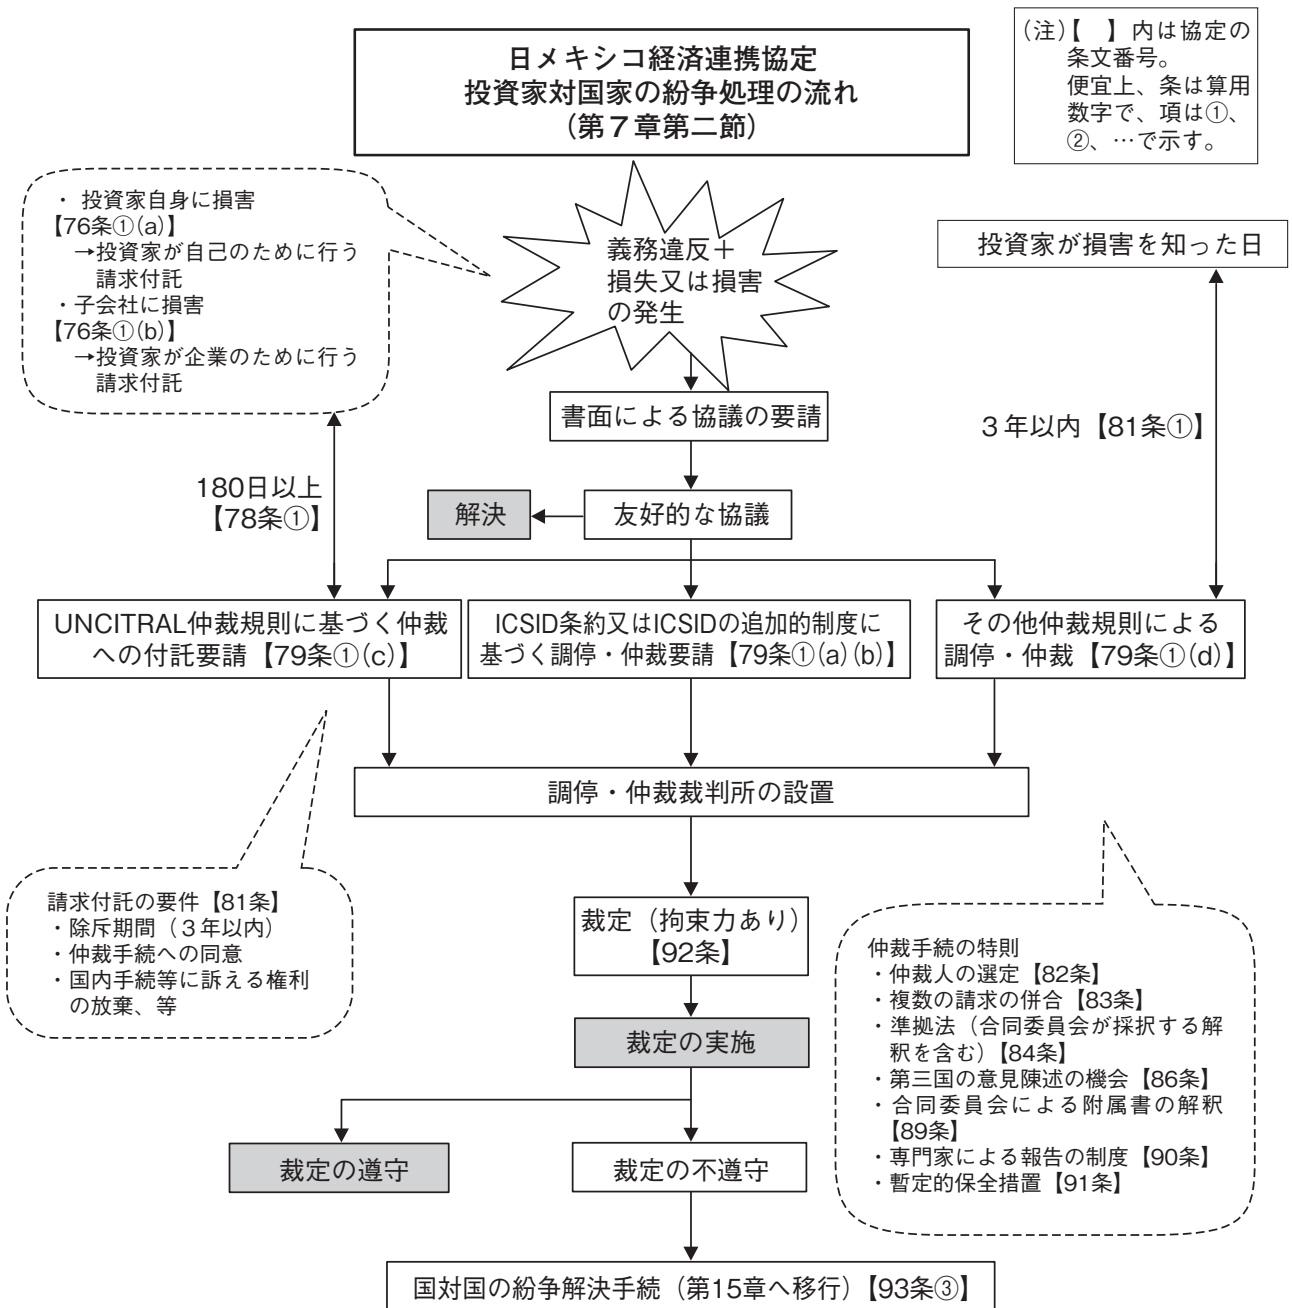 日メキシコ経済連携協定
投資家対国家の紛争処理の流れ
(第7章第二節)
(注)【　】内は協定の
条文番号。
便宜上、条は算用
数字で、項は①、
②、…で示す。
・ 投資家自身に損害
【76条①(a)】
→投資家が自己のために行う
請求付託
・子会社に損害
【76条①(b)】
→投資家が企業のために行う
請求付託
義務違反＋
損失又は損害
の発生
投資家が損害を知った日
書面による協議の要請
3年以内【81条①】
180日以上
【78条①】
解決
友好的な協議
UNCITRAL仲裁規則に基づく仲裁
への付託要請【79条①(c)】
ICSID条約又はICSIDの追加的制度に
基づく調停・仲裁要請【79条①(a)(b)】
その他仲裁規則による
調停・仲裁【79条①(d)】
調停・仲裁裁判所の設置
請求付託の要件【81条】
・除斥期間（3年以内）
・仲裁手続への同意
・国内手続等に訴える権利
の放棄、等
裁定（拘束力あり）
【92条】
仲裁手続の特則
・仲裁人の選定【82条】
・複数の請求の併合【83条】
・準拠法（合同委員会が採択する解
釈を含む）【84条】
・第三国の意見陳述の機会【86条】
・合同委員会による附属書の解釈
【89条】
・専門家による報告の制度【90条】
・暫定的保全措置【91条】
裁定の実施
裁定の遵守
裁定の不遵守
国対国の紛争解決手続（第15章へ移行）【93条③】